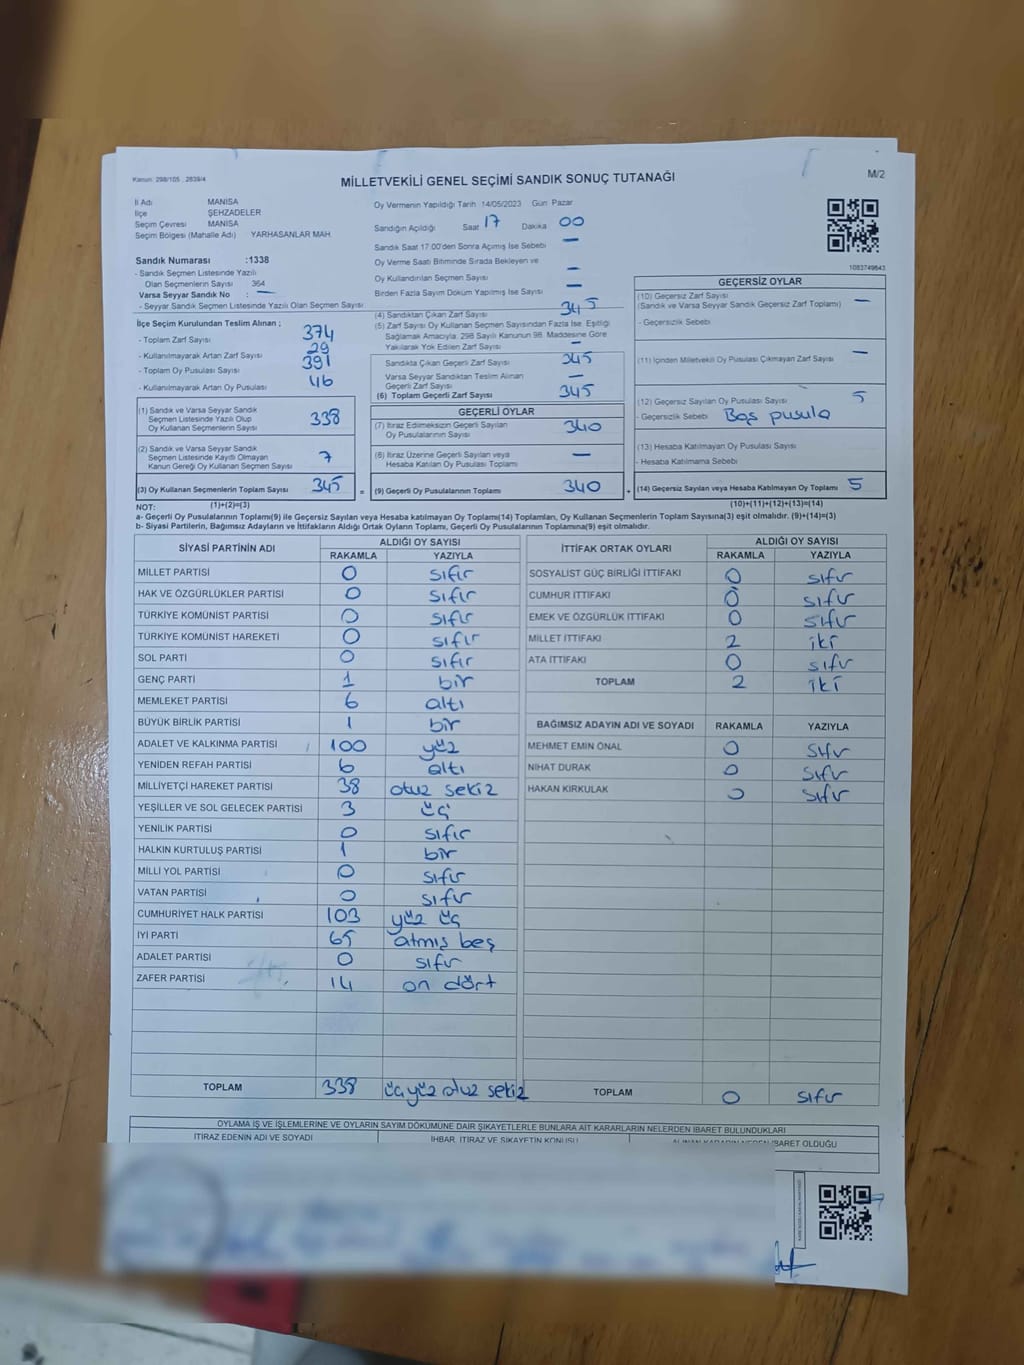 Kanun: 298/105 , 2839/4
MİLLETVEKİLİ GENEL SEÇİMİ SANDIK SONUÇ TUTANAĞI
M/2
İl Adı MANİSA
İlçe ŞEHZADELER
Seçim Çevresi MANİSA
Seçim Bölgesi (Mahalle Adı) YARHASANLAR MAH.
Sandık Numarası :1338
- Sandık Seçmen Listesinde Yazılı
Olan Seçmenlerin Sayısı 364
Varsa Seyyar Sandık No : —
- Seyyar Sandık Seçmen Listesinde Yazılı Olan Seçmen Sayısı
İlçe Seçim Kurulundan Teslim Alınan ;
- Toplam Zarf Sayısı 374
- Kullanılmayarak Artan Zarf Sayısı 29
- Toplam Oy Pusulası Sayısı 391
- Kullanılmayarak Artan Oy Pusulası 46
(1) Sandık ve Varsa Seyyar Sandık
Seçmen Listesinde Yazılı Olup
Oy Kullanan Seçmenlerin Sayısı 338
(2) Sandık ve Varsa Seyyar Sandık
Seçmen Listesinde Kayıtlı Olmayan
Kanun Gereği Oy Kullanan Seçmen Sayısı 7
(3) Oy Kullanan Seçmenlerin Toplam Sayısı 345
Oy Vermenin Yapıldığı Tarih 14/05/2023 Gün Pazar
Sandığın Açıldığı Saat 17 Dakika 00
Sandık Saat 17:00'den Sonra Açılmış İse Sebebi —
Oy Verme Saati Bitiminde Sırada Bekleyen ve
Oy Kullandırılan Seçmen Sayısı —
Birden Fazla Sayım Döküm Yapılmış İse Sayısı —
(4) Sandıktan Çıkan Zarf Sayısı 345
(5) Zarf Sayısı Oy Kullanan Seçmen Sayısından Fazla İse, Eşitliği
Sağlamak Amacıyla, 298 Sayılı Kanunun 98. Maddesine Göre
Yakılarak Yok Edilen Zarf Sayısı —
Sandıkta Çıkan Geçerli Zarf Sayısı 345
Varsa Seyyar Sandıktan Teslim Alınan
Geçerli Zarf Sayısı —
(6) Toplam Geçerli Zarf Sayısı 345
GEÇERLİ OYLAR
(7) İtiraz Edilmeksizin Geçerli Sayılan
Oy Pusulalarının Sayısı 340
(8) İtiraz Üzerine Geçerli Sayılan veya
Hesaba Katılan Oy Pusulası Toplamı —
= (9) Geçerli Oy Pusulalarının Toplamı 340
1083749843
GEÇERSİZ OYLAR
(10) Geçersiz Zarf Sayısı
(Sandık ve Varsa Seyyar Sandık Geçersiz Zarf Toplamı) —
- Geçersizlik Sebebi
(11) İçinden Milletvekili Oy Pusulası Çıkmayan Zarf Sayısı —
(12) Geçersiz Sayılan Oy Pusulası Sayısı 5
- Geçersizlik Sebebi Boş pusula
(13) Hesaba Katılmayan Oy Pusulası Sayısı
- Hesaba Katılmama Sebebi
+ (14) Geçersiz Sayılan veya Hesaba Katılmayan Oy Toplamı 5
(1)+(2)=(3) (10)+(11)+(12)+(13)=(14)
NOT:
a- Geçerli Oy Pusulalarının Toplamı(9) ile Geçersiz Sayılan veya Hesaba katılmayan Oy Toplamı(14) Toplamları, Oy Kullanan Seçmenlerin Toplam Sayısına(3) eşit olmalıdır. (9)+(14)=(3)
b- Siyasi Partilerin, Bağımsız Adayların ve İttifakların Aldığı Ortak Oyların Toplamı, Geçerli Oy Pusulalarının Toplamına(9) eşit olmalıdır.
SİYASİ PARTİNİN ADI ALDIĞI OY SAYISI
RAKAMLA YAZIYLA
MİLLET PARTİSİ 0 sıfır
HAK VE ÖZGÜRLÜKLER PARTİSİ 0 sıfır
TÜRKİYE KOMÜNİST PARTİSİ 0 sıfır
TÜRKİYE KOMÜNİST HAREKETİ 0 sıfır
SOL PARTİ 0 sıfır
GENÇ PARTİ 1 bir
MEMLEKET PARTİSİ 6 altı
BÜYÜK BİRLİK PARTİSİ 1 bir
ADALET VE KALKINMA PARTİSİ 100 yüz
YENİDEN REFAH PARTİSİ 6 altı
MİLLİYETÇİ HAREKET PARTİSİ 38 otuz sekiz
YEŞİLLER VE SOL GELECEK PARTİSİ 3 üç
YENİLİK PARTİSİ 0 sıfır
HALKIN KURTULUŞ PARTİSİ 1 bir
MİLLİ YOL PARTİSİ 0 sıfır
VATAN PARTİSİ 0 sıfır
CUMHURİYET HALK PARTİSİ 103 yüz üç
İYİ PARTİ 65 atmış beş
ADALET PARTİSİ 0 sıfır
ZAFER PARTİSİ 14 on dört
TOPLAM 338 üçyüz otuz sekiz
İTTİFAK ORTAK OYLARI ALDIĞI OY SAYISI
RAKAMLA YAZIYLA
SOSYALİST GÜÇ BİRLİĞİ İTTİFAKI 0 sıfır
CUMHUR İTTİFAKI 0 sıfır
EMEK VE ÖZGÜRLÜK İTTİFAKI 0 sıfır
MİLLET İTTİFAKI 2 iki
ATA İTTİFAKI 0 sıfır
TOPLAM 2 iki
BAĞIMSIZ ADAYIN ADI VE SOYADI RAKAMLA YAZIYLA
MEHMET EMİN ÖNAL 0 sıfır
NİHAT DURAK 0 sıfır
HAKAN KIRKULAK 0 sıfır
TOPLAM 0 sıfır
OYLAMA İŞ VE İŞLEMLERİNE VE OYLARIN SAYIM DÖKÜMÜNE DAİR ŞİKAYETLERLE BUNLARA AİT KARARLARIN NELERDEN İBARET BULUNDUKLARI
İTİRAZ EDENİN ADI VE SOYADI İHBAR, İTİRAZ VE ŞİKAYETİN KONUSU ALINAN KARARIN NEDEN İBARET OLDUĞU